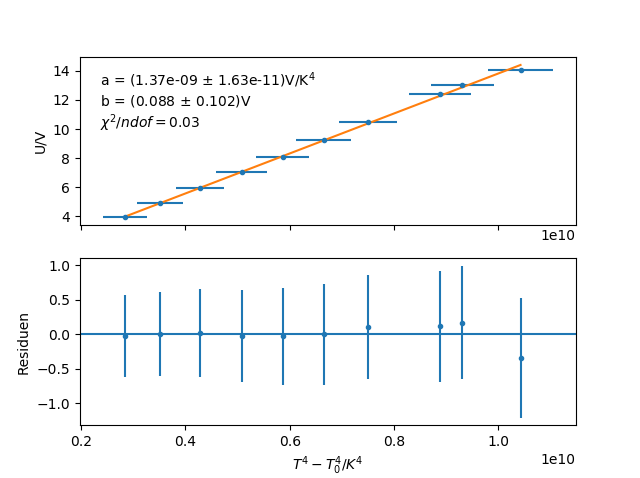 14
12
10
8
6
4
U/V
a = (1.37e-09 ± 1.63e-11)V/K⁴
b = (0.088 ± 0.102)V
χ²/ndof = 0.03
1e10
1.0
0.5
0.0
−0.5
−1.0
Residuen
0.2 0.4 0.6 0.8 1.0
1e10
T⁴ − T₀⁴/K⁴